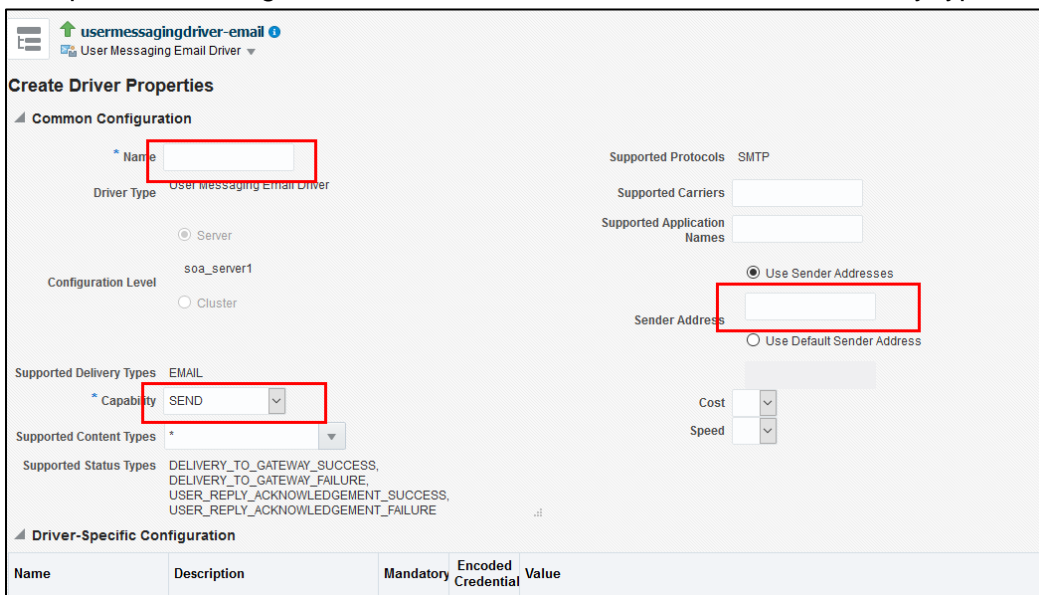 usermessagingdriver-email
User Messaging Email Driver
Create Driver Properties
Common Configuration
* Name
Driver Type User Messaging Email Driver
Server
Configuration Level soa_server1
Cluster
Supported Delivery Types EMAIL
* Capability SEND
Supported Content Types *
Supported Status Types DELIVERY_TO_GATEWAY_SUCCESS,
DELIVERY_TO_GATEWAY_FAILURE,
USER_REPLY_ACKNOWLEDGEMENT_SUCCESS,
USER_REPLY_ACKNOWLEDGEMENT_FAILURE
Supported Protocols SMTP
Supported Carriers
Supported Application
Names
Use Sender Addresses
Sender Address
Use Default Sender Address
Cost
Speed
Driver-Specific Configuration
Name Description Mandatory Encoded Credential Value